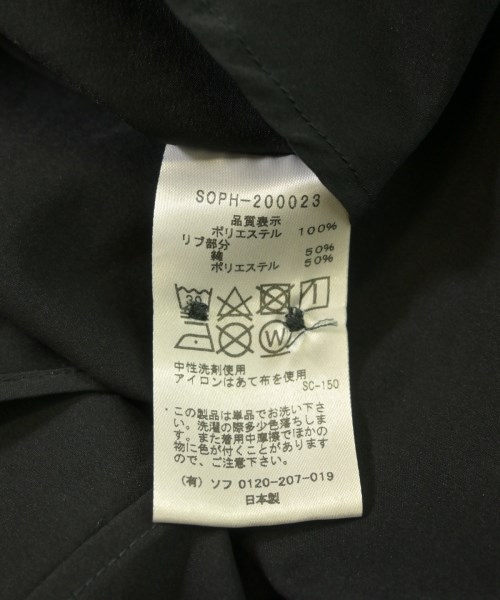 SOPH-200023
品質表示
ポリエステル 100%
リブ部分
綿 50%
ポリエステル 50%
30
W
中性洗剤使用
アイロンはあて布を使用
SC-150
・この製品は単品でお洗い下さ
い。洗濯の際多少色落ちしま
す。また着用中摩擦でほかの
物に色が付くことがあります
ので、ご注意下さい。
(有) ソフ 0120-207-019
日本製